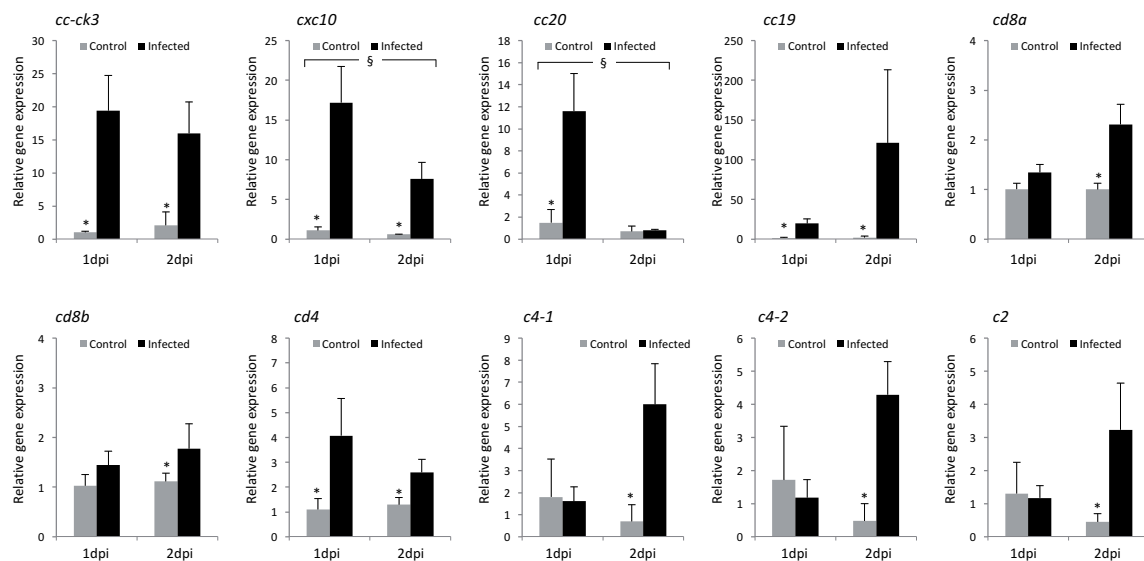 cc-ck3
Control Infected
Relative gene expression
30
25
20
15
10
5
0
*
*
1dpi 2dpi
cxc10
Control Infected
§
Relative gene expression
25
20
15
10
5
0
*
*
1dpi 2dpi
cc20
Control Infected
§
Relative gene expression
18
16
14
12
10
8
6
4
2
0
*
1dpi 2dpi
cc19
Control Infected
Relative gene expression
250
200
150
100
50
0
*
*
1dpi 2dpi
cd8a
Control Infected
Relative gene expression
4
3
2
1
0
*
1dpi 2dpi
cd8b
Control Infected
Relative gene expression
4
3
2
1
0
*
1dpi 2dpi
cd4
Control Infected
Relative gene expression
8
7
6
5
4
3
2
1
0
*
*
1dpi 2dpi
c4-1
Control Infected
Relative gene expression
9
8
7
6
5
4
3
2
1
0
*
1dpi 2dpi
c4-2
Control Infected
Relative gene expression
6
5
4
3
2
1
0
*
1dpi 2dpi
c2
Control Infected
Relative gene expression
6
5
4
3
2
1
0
*
1dpi 2dpi